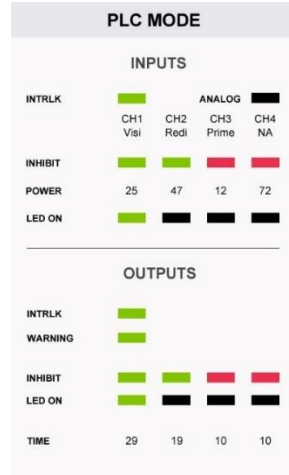 PLC MODE
INPUTS
INTRLK ANALOG
CH1 CH2 CH3 CH4
Visi Redi Prime NA
INHIBIT
POWER 25 47 12 72
LED ON
OUTPUTS
INTRLK
WARNING
INHIBIT
LED ON
TIME 29 19 10 10